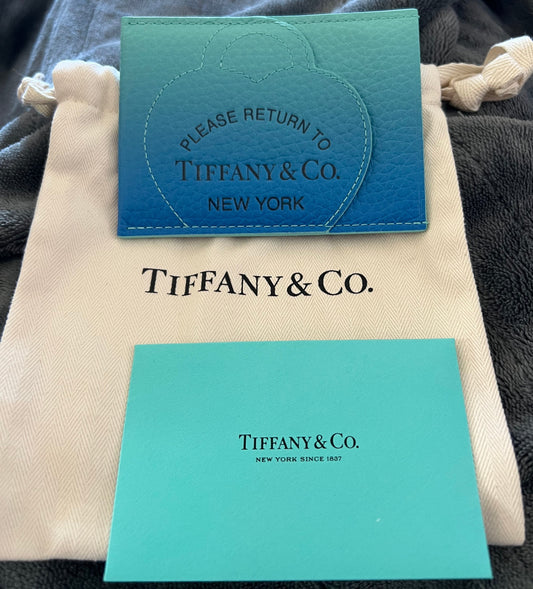 PLEASE RETURN TO
TIFFANY & CO.
NEW YORK
TIFFANY & CO.
TIFFANY & CO.
NEW YORK SINCE 1837